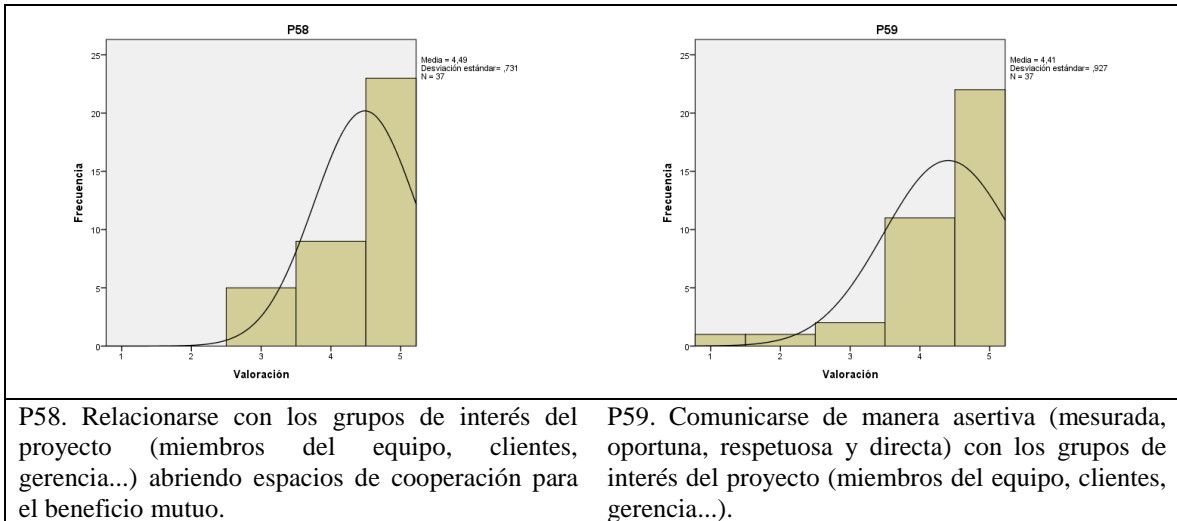 P58
Media = 4,49
Desviación estándar= ,731
N = 37
Frecuencia
25
20
15
10
5
0
1 2 3 4 5
Valoración
P59
Media = 4,41
Desviación estándar= ,927
N = 37
Frecuencia
25
20
15
10
5
0
1 2 3 4 5
Valoración
P58. Relacionarse con los grupos de interés del
proyecto (miembros del equipo, clientes,
gerencia...) abriendo espacios de cooperación para
el beneficio mutuo.
P59. Comunicarse de manera asertiva (mesurada,
oportuna, respetuosa y directa) con los grupos de
interés del proyecto (miembros del equipo, clientes,
gerencia...).